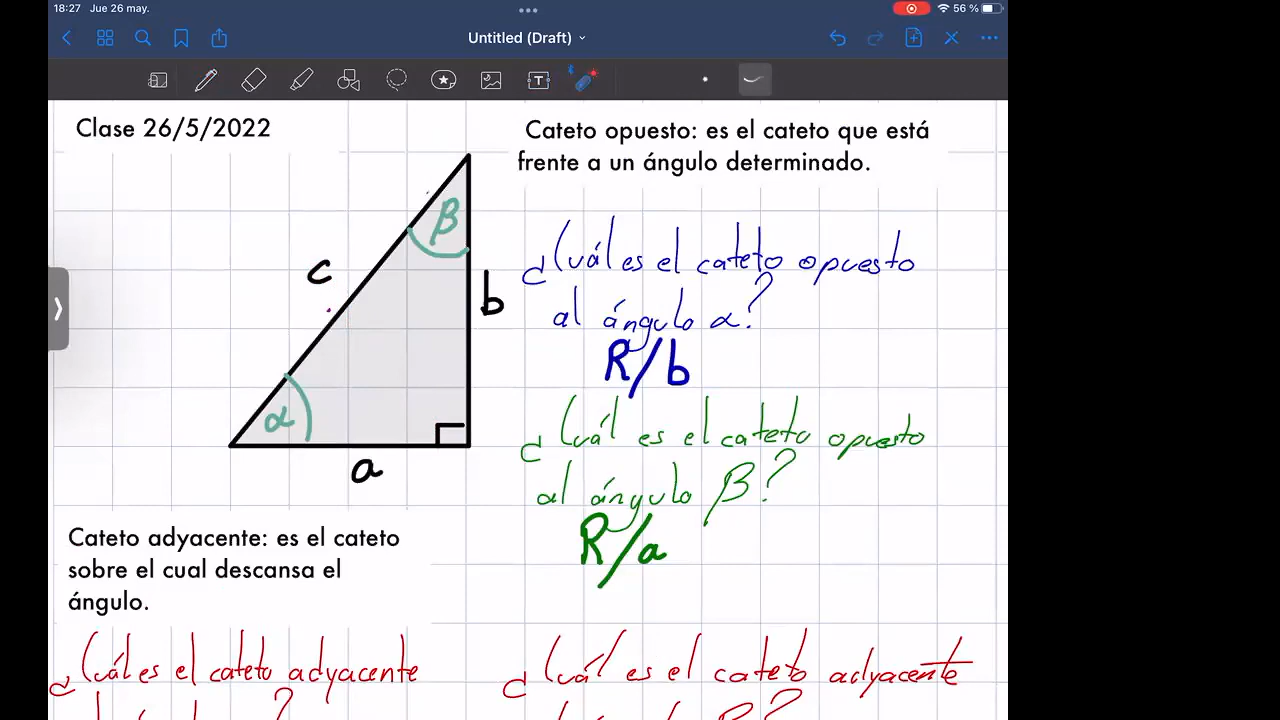 18:27 Jue 26 may.
56 %
Untitled (Draft)
T
Clase 26/5/2022
Cateto opuesto: es el cateto que está
frente a un ángulo determinado.
β
c
b
α
a
¿Cuál es el cateto opuesto
al ángulo α?
R/b
¿Cuál es el cateto opuesto
al ángulo β?
R/a
Cateto adyacente: es el cateto
sobre el cual descansa el
ángulo.
¿Cuál es el cateto adyacente
¿Cuál es el cateto adyacente